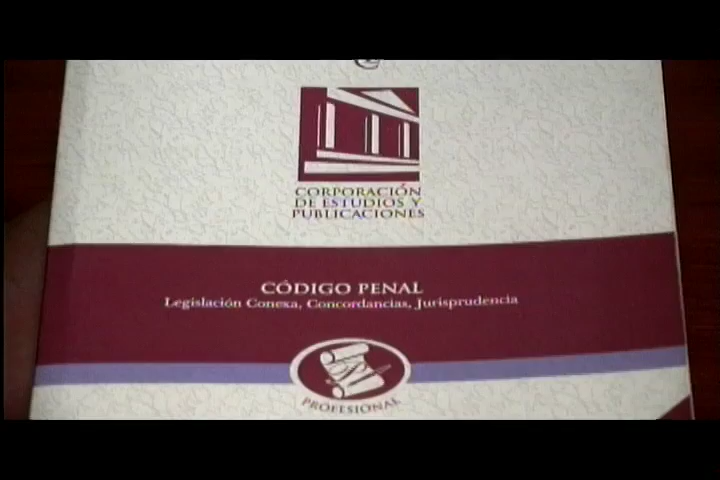 CORPORACIÓN
DE ESTUDIOS Y
PUBLICACIONES
CÓDIGO PENAL
Legislación Conexa, Concordancias, Jurisprudencia
PROFESIONAL